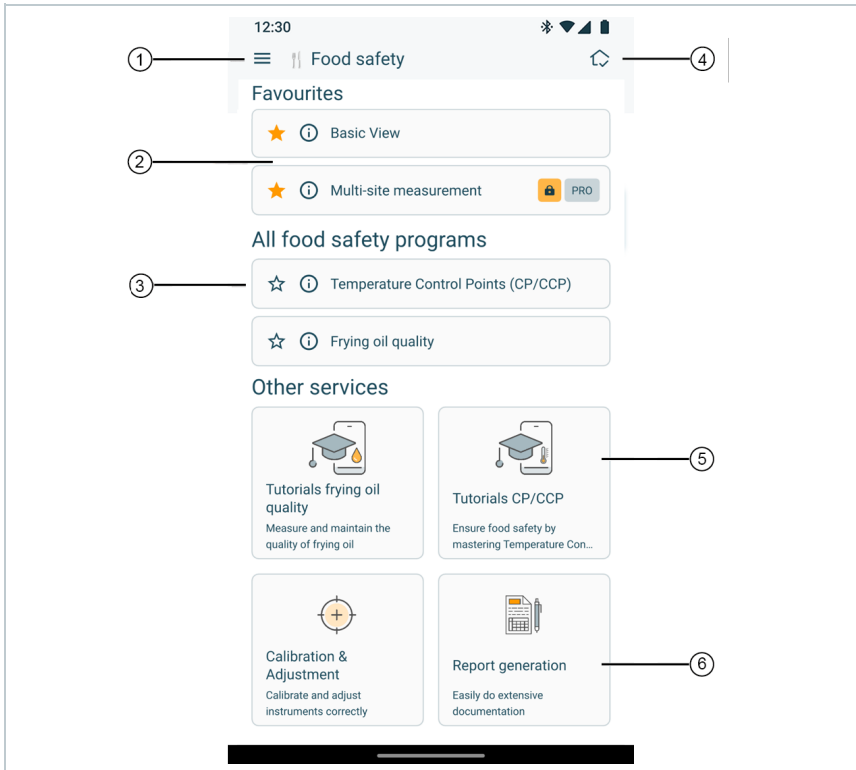 12:30
1
Food safety
4
Favourites
Basic View
2
Multi-site measurement
PRO
All food safety programs
3
Temperature Control Points (CP/CCP)
Frying oil quality
Other services
Tutorials frying oil
quality
Measure and maintain the
quality of frying oil
Tutorials CP/CCP
Ensure food safety by
mastering Temperature Con...
5
Calibration &
Adjustment
Calibrate and adjust
instruments correctly
Report generation
Easily do extensive
documentation
6